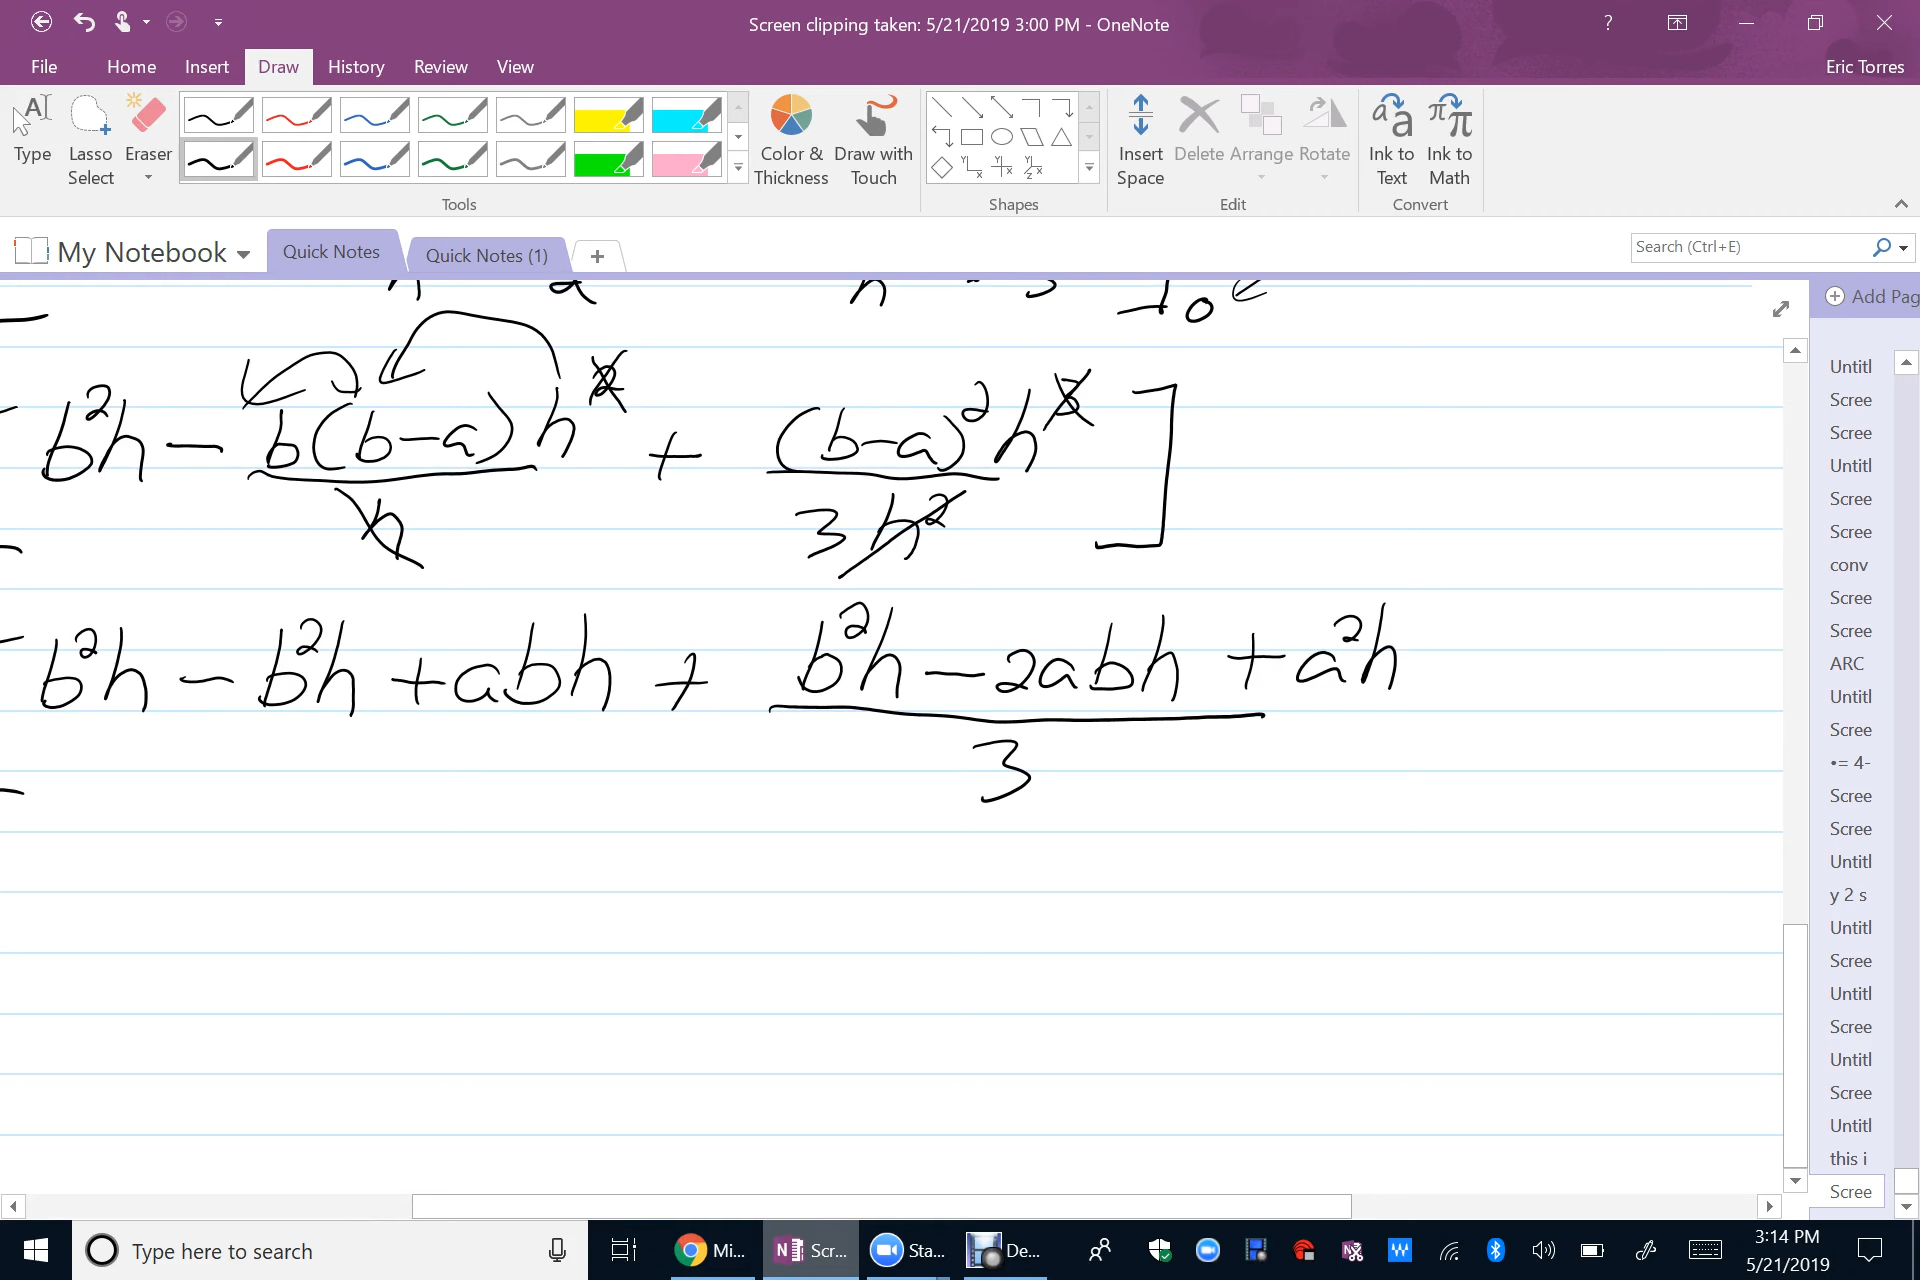 Screen clipping taken: 5/21/2019 3:00 PM - OneNote
?
File Home Insert Draw History Review View
Eric Torres
Type Lasso Select Eraser
Color & Thickness Draw with Touch
Insert Space Delete Arrange Rotate
Ink to Text Ink to Math
Tools Shapes Edit Convert
My Notebook Quick Notes Quick Notes (1) +
Search (Ctrl+E)
Add Pag
b²h - b(b-a)h² / h + (b-a)²h³ / 3h² ]
b²h - b²h + abh + b²h - 2abh + a²h / 3
Untitl
Scree
Scree
Untitl
Scree
Scree
conv
Scree
Scree
ARC
Untitl
Scree
•= 4-
Scree
Scree
Untitl
y 2 s
Untitl
Scree
Untitl
Scree
Untitl
Scree
Untitl
this i
Scree
Type here to search
Mi... Scr... Sta... De...
3:14 PM
5/21/2019